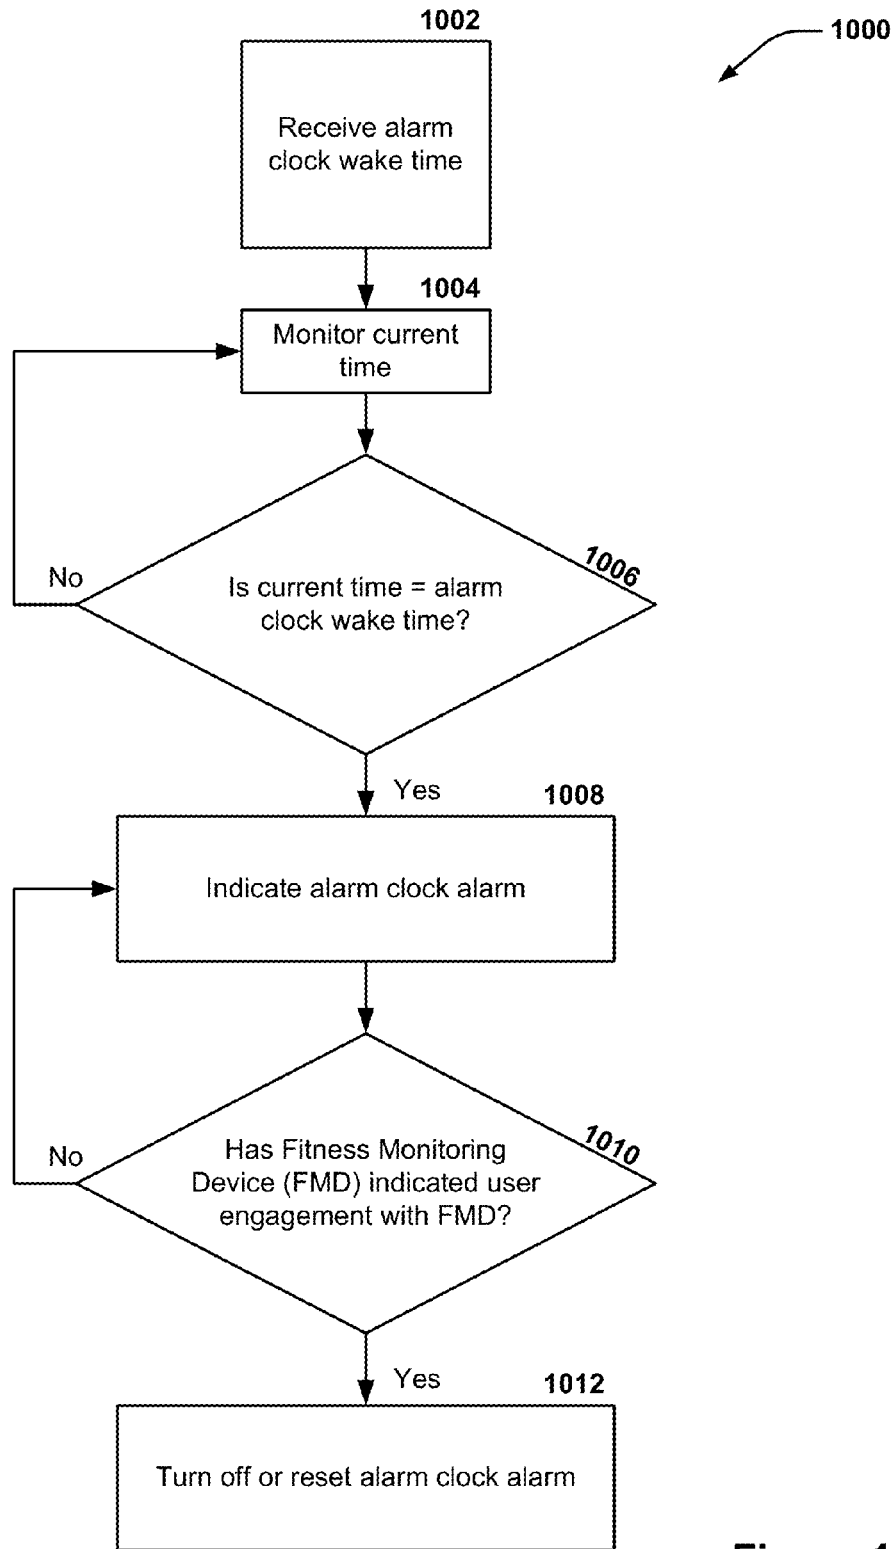 1002
1000
Receive alarm
clock wake time
1004
Monitor current
time
1006
No
Is current time = alarm
clock wake time?
Yes
1008
Indicate alarm clock alarm
1010
No
Has Fitness Monitoring
Device (FMD) indicated user
engagement with FMD?
Yes
1012
Turn off or reset alarm clock alarm